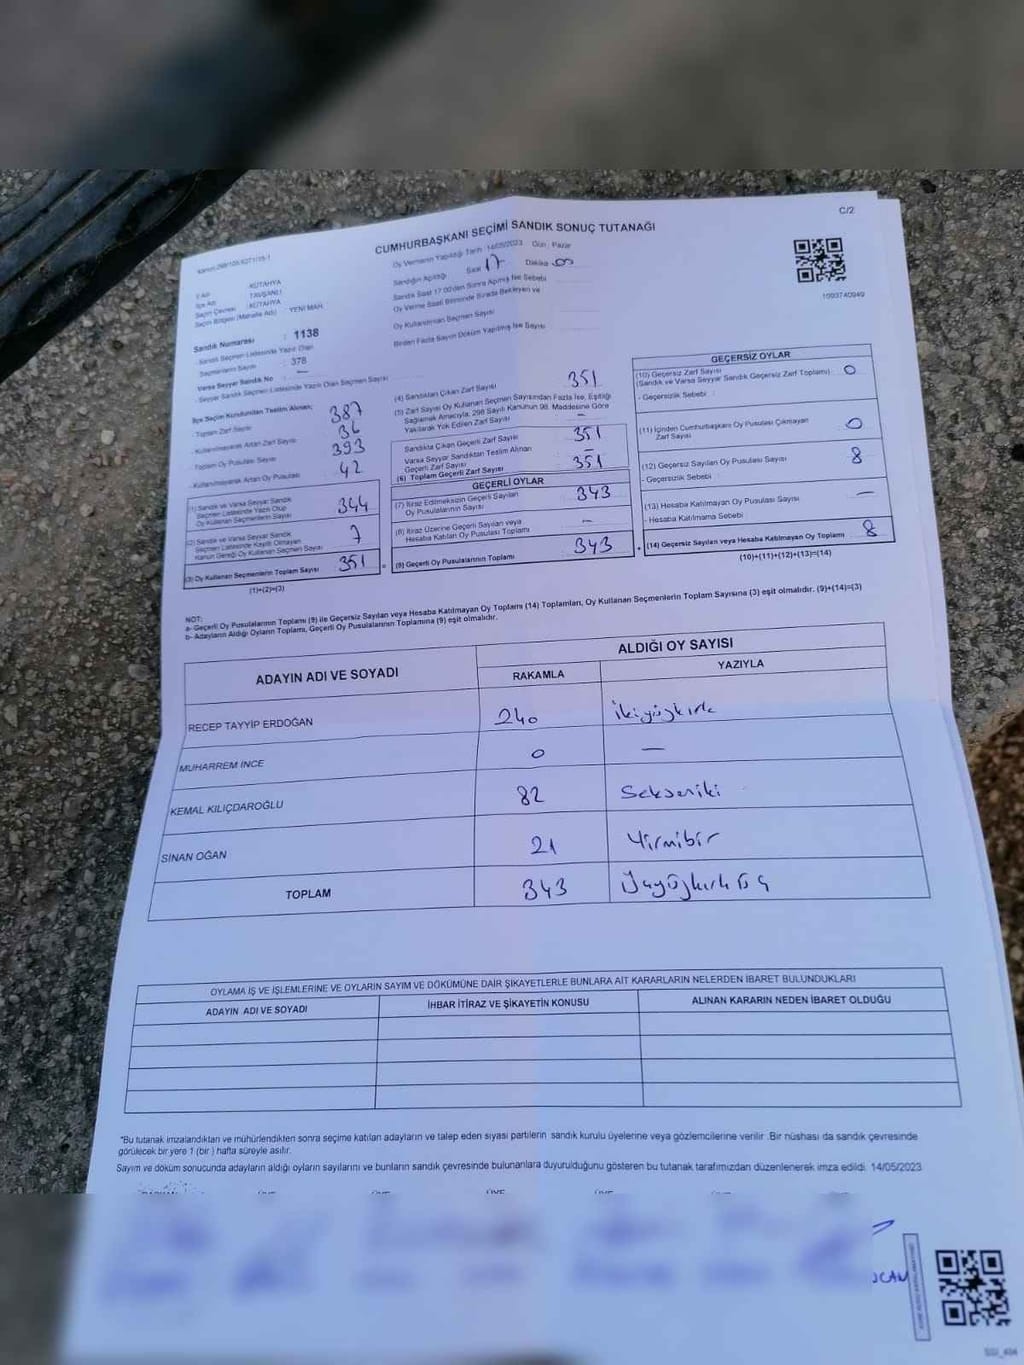 C/2
CUMHURBAŞKANI SEÇİMİ SANDIK SONUÇ TUTANAĞI
Oy Vermenin Yapıldığı Tarih : 14/05/2023 Gün : Pazar
Sandığın Açıldığı Saat 17 Dakika 00
Sandık Saat 17:00'den Sonra Açılmış İse Sebebi
Oy Verme Saati Bitiminde Sırada Bekleyen ve
Oy Kullandırılan Seçmen Sayısı
Birden Fazla Sayım Döküm Yapılmış İse Sayısı
1093740949
İl Adı : KÜTAHYA
İlçe Adı : TAVŞANLI
Seçim Çevresi : KÜTAHYA
Seçim Bölgesi (Mahalle Adı) : YENİ MAH.
Sandık Numarası : 1138
- Sandık Seçmen Listesinde Yazılı Olan
Seçmenlerin Sayısı : 378
Varsa Seyyar Sandık No : —
- Seyyar Sandık Seçmen Listesinde Yazılı Olan Seçmen Sayısı
İlçe Seçim Kurulundan Teslim Alınan:
- Toplam Zarf Sayısı 387
- Kullanılmayarak Artan Zarf Sayısı 36
- Toplam Oy Pusulası Sayısı 393
- Kullanılmayarak Artan Oy Pusulası 42
(1) Sandık ve Varsa Seyyar Sandık
Seçmen Listesinde Yazılı Olup
Oy Kullanan Seçmenlerin Sayısı 344
(2) Sandık ve Varsa Seyyar Sandık
Seçmen Listesinde Kayıtlı Olmayan
Kanun Gereği Oy Kullanan Seçmen Sayısı 7
(3) Oy Kullanan Seçmenlerin Toplam Sayısı 351
(1)+(2)=(3)
(4) Sandıktan Çıkan Zarf Sayısı 351
(5) Zarf Sayısı Oy Kullanan Seçmen Sayısından Fazla İse, Eşitliği
Sağlamak Amacıyla, 298 Sayılı Kanunun 98. Maddesine Göre
Yakılarak Yok Edilen Zarf Sayısı —
Sandıkta Çıkan Geçerli Zarf Sayısı 351
Varsa Seyyar Sandıktan Teslim Alınan
Geçerli Zarf Sayısı —
(6) Toplam Geçerli Zarf Sayısı 351
GEÇERLİ OYLAR
(7) İtiraz Edilmeksizin Geçerli Sayılan
Oy Pusulalarının Sayısı 343
(8) İtiraz Üzerine Geçerli Sayılan veya
Hesaba Katılan Oy Pusulası Toplamı —
(9) Geçerli Oy Pusulalarının Toplamı 343
GEÇERSİZ OYLAR
(10) Geçersiz Zarf Sayısı
(Sandık ve Varsa Seyyar Sandık Geçersiz Zarf Toplamı) 0
- Geçersizlik Sebebi :
(11) İçinden Cumhurbaşkanı Oy Pusulası Çıkmayan
Zarf Sayısı 0
(12) Geçersiz Sayılan Oy Pusulası Sayısı 8
- Geçersizlik Sebebi
(13) Hesaba Katılmayan Oy Pusulası Sayısı —
- Hesaba Katılmama Sebebi
(14) Geçersiz Sayılan veya Hesaba Katılmayan Oy Toplamı 8
(10)+(11)+(12)+(13)=(14)
NOT:
a- Geçerli Oy Pusulalarının Toplamı (9) ile Geçersiz Sayılan veya Hesaba Katılmayan Oy Toplamı (14) Toplamları, Oy Kullanan Seçmenlerin Toplam Sayısına (3) eşit olmalıdır. (9)+(14)=(3)
b- Adayların Aldığı Oyların Toplamı, Geçerli Oy Pusulalarının Toplamına (9) eşit olmalıdır.
ADAYIN ADI VE SOYADI
ALDIĞI OY SAYISI
RAKAMLA YAZIYLA
RECEP TAYYİP ERDOĞAN 240 İkiyüzkırk
MUHARREM İNCE 0 —
KEMAL KILIÇDAROĞLU 82 Sekseniki
SİNAN OĞAN 21 Yirmibir
TOPLAM 343 Üçyüzkırküç
OYLAMA İŞ VE İŞLEMLERİNE VE OYLARIN SAYIM VE DÖKÜMÜNE DAİR ŞİKAYETLERLE BUNLARA AİT KARARLARIN NELERDEN İBARET BULUNDUKLARI
ADAYIN ADI VE SOYADI İHBAR İTİRAZ VE ŞİKAYETİN KONUSU ALINAN KARARIN NEDEN İBARET OLDUĞU
"Bu tutanak imzalandıktan ve mühürlendikten sonra seçime katılan adayların ve talep eden siyasi partilerin sandık kurulu üyelerine veya gözlemcilerine verilir .Bir nüshası da sandık çevresinde
görülecek bir yere 1 (bir ) hafta süreyle asılır.
Sayım ve döküm sonucunda adayların aldığı oyların sayılarını ve bunların sandık çevresinde bulunanlara duyurulduğunu gösteren bu tutanak tarafımızdan düzenlenerek imza edildi. 14/05/2023